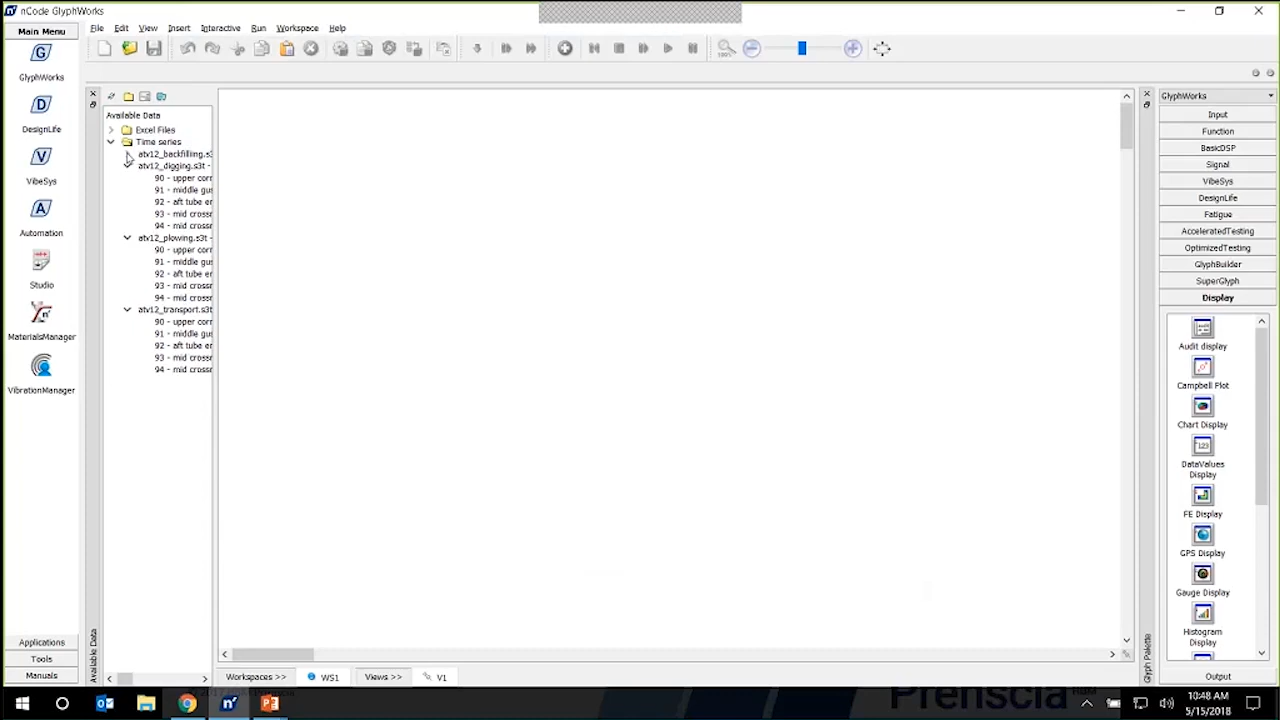 nCode GlyphWorks
Main Menu
File Edit View Insert Interactive Run Workspace Help
GlyphWorks
DesignLife
VibeSys
Automation
Studio
MaterialsManager
VibrationManager
Applications
Tools
Manuals
Available Data
Available Data
Excel Files
Time series
atv12_backfilling.s3
atv12_digging.s3t -
90 - upper corr
91 - middle gus
92 - aft tube er
93 - mid crossr
94 - mid crossr
atv12_plowing.s3t -
90 - upper corr
91 - middle gus
92 - aft tube er
93 - mid crossr
94 - mid crossr
atv12_transport.s3t
90 - upper corr
91 - middle gus
92 - aft tube er
93 - mid crossr
94 - mid crossr
100%
Workspaces >> WS1 Views >> V1
Glyph Palette
GlyphWorks
Input
Function
BasicDSP
Signal
VibeSys
DesignLife
Fatigue
AcceleratedTesting
OptimizedTesting
GlyphBuilder
SuperGlyph
Display
Audit display
Campbell Plot
Chart Display
DataValues
Display
FE Display
GPS Display
Gauge Display
Histogram
Display
Output
Prenscia
10:48 AM
5/15/2018